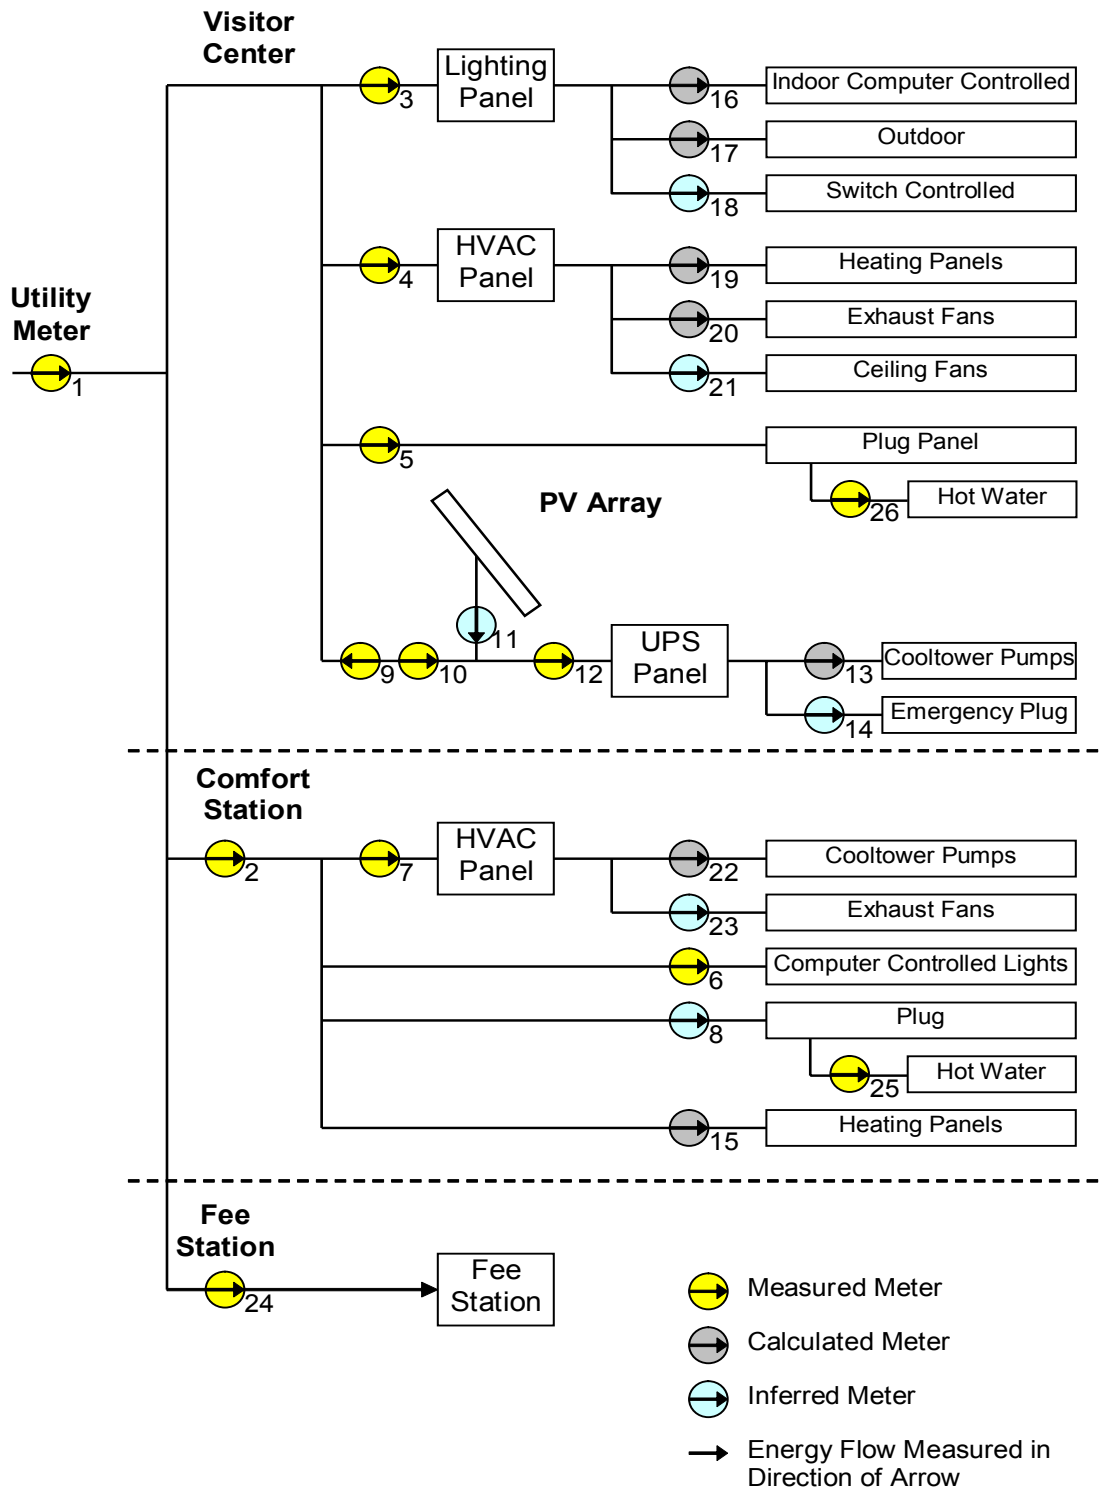 Visitor
Center
3
Lighting
Panel
16
Indoor Computer Controlled
17
Outdoor
18
Switch Controlled
4
HVAC
Panel
19
Heating Panels
20
Exhaust Fans
21
Ceiling Fans
Utility
Meter
1
5
Plug Panel
26
Hot Water
PV Array
11
9
10
12
UPS
Panel
13
Cooltower Pumps
14
Emergency Plug
Comfort
Station
2
7
HVAC
Panel
22
Cooltower Pumps
23
Exhaust Fans
6
Computer Controlled Lights
8
Plug
25
Hot Water
15
Heating Panels
Fee
Station
24
Fee
Station
Measured Meter
Calculated Meter
Inferred Meter
Energy Flow Measured in
Direction of Arrow